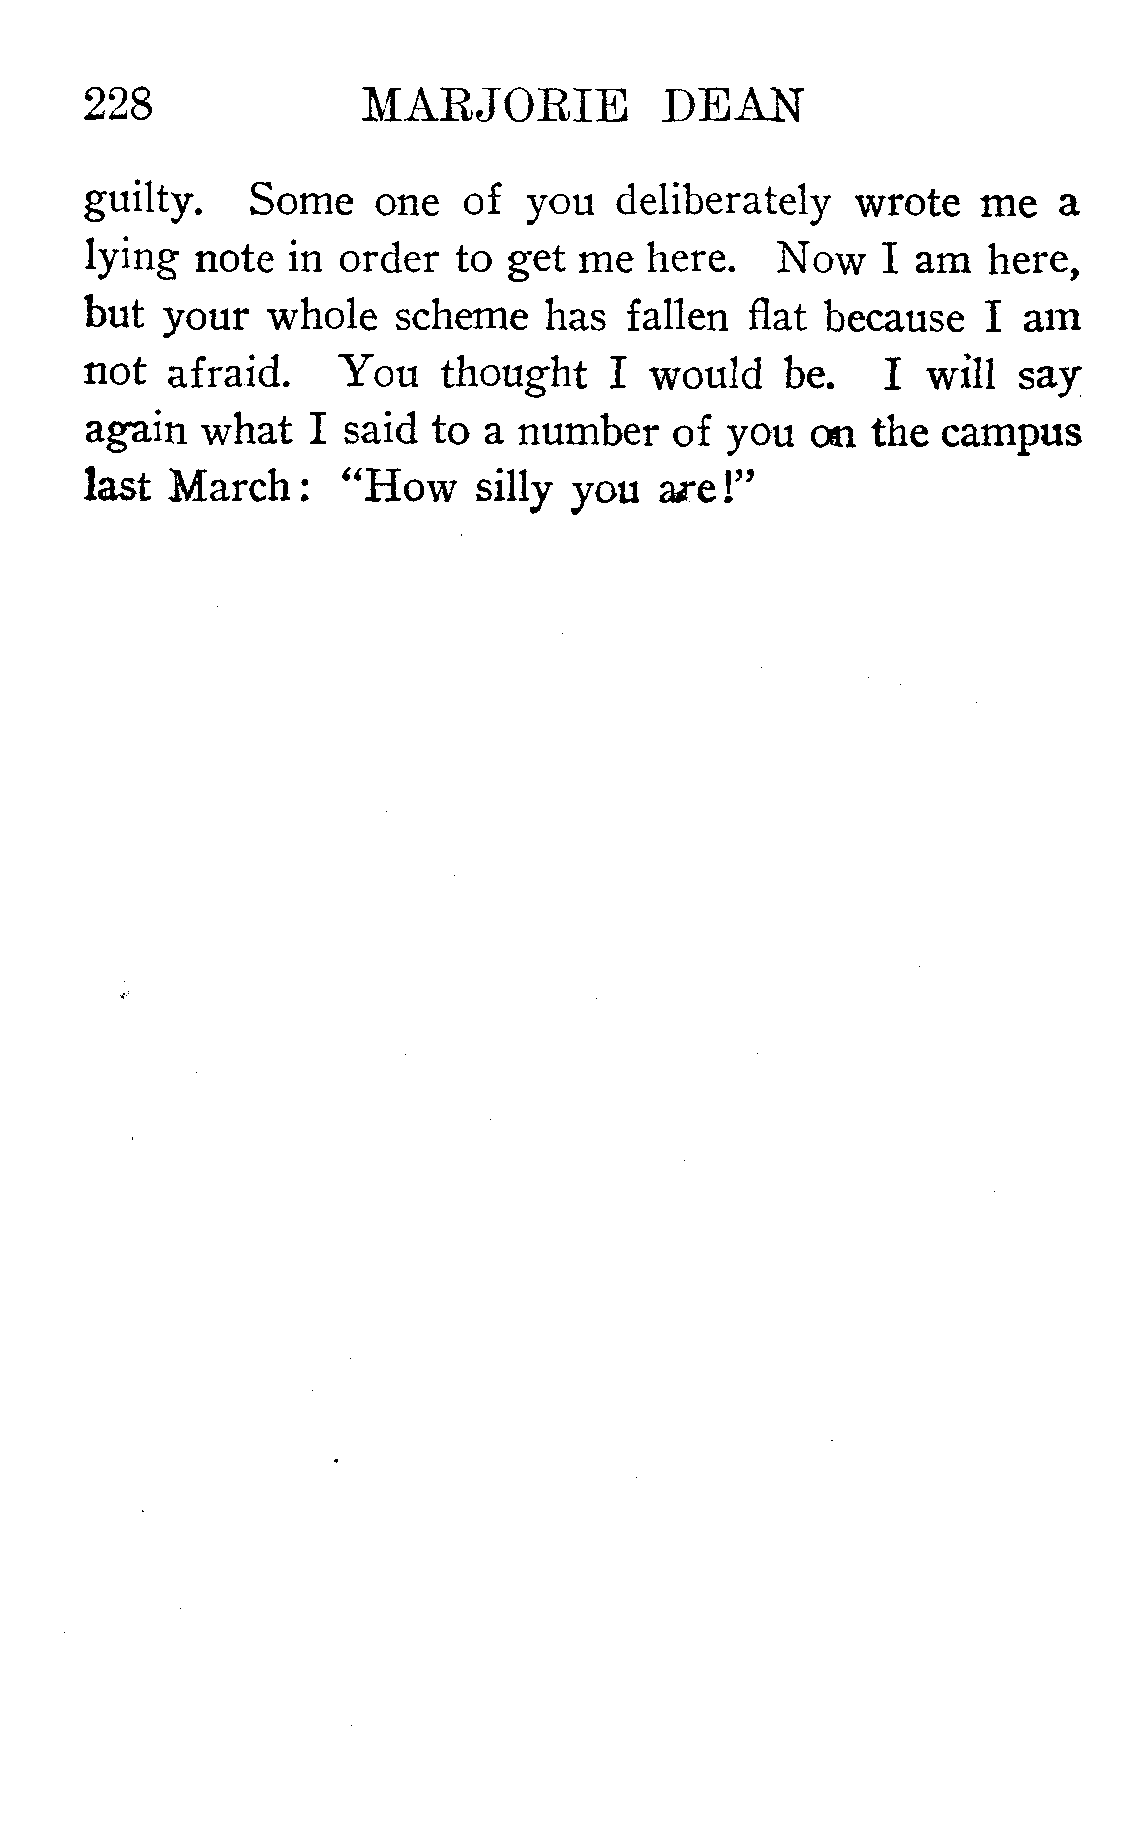 228 MARJORIE DEAN
guilty. Some one of you deliberately wrote me a
lying note in order to get me here. Now I am here,
but your whole scheme has fallen flat because I am
not afraid. You thought I would be. I will say
again what I said to a number of you on the campus
last March: “How silly you are!”